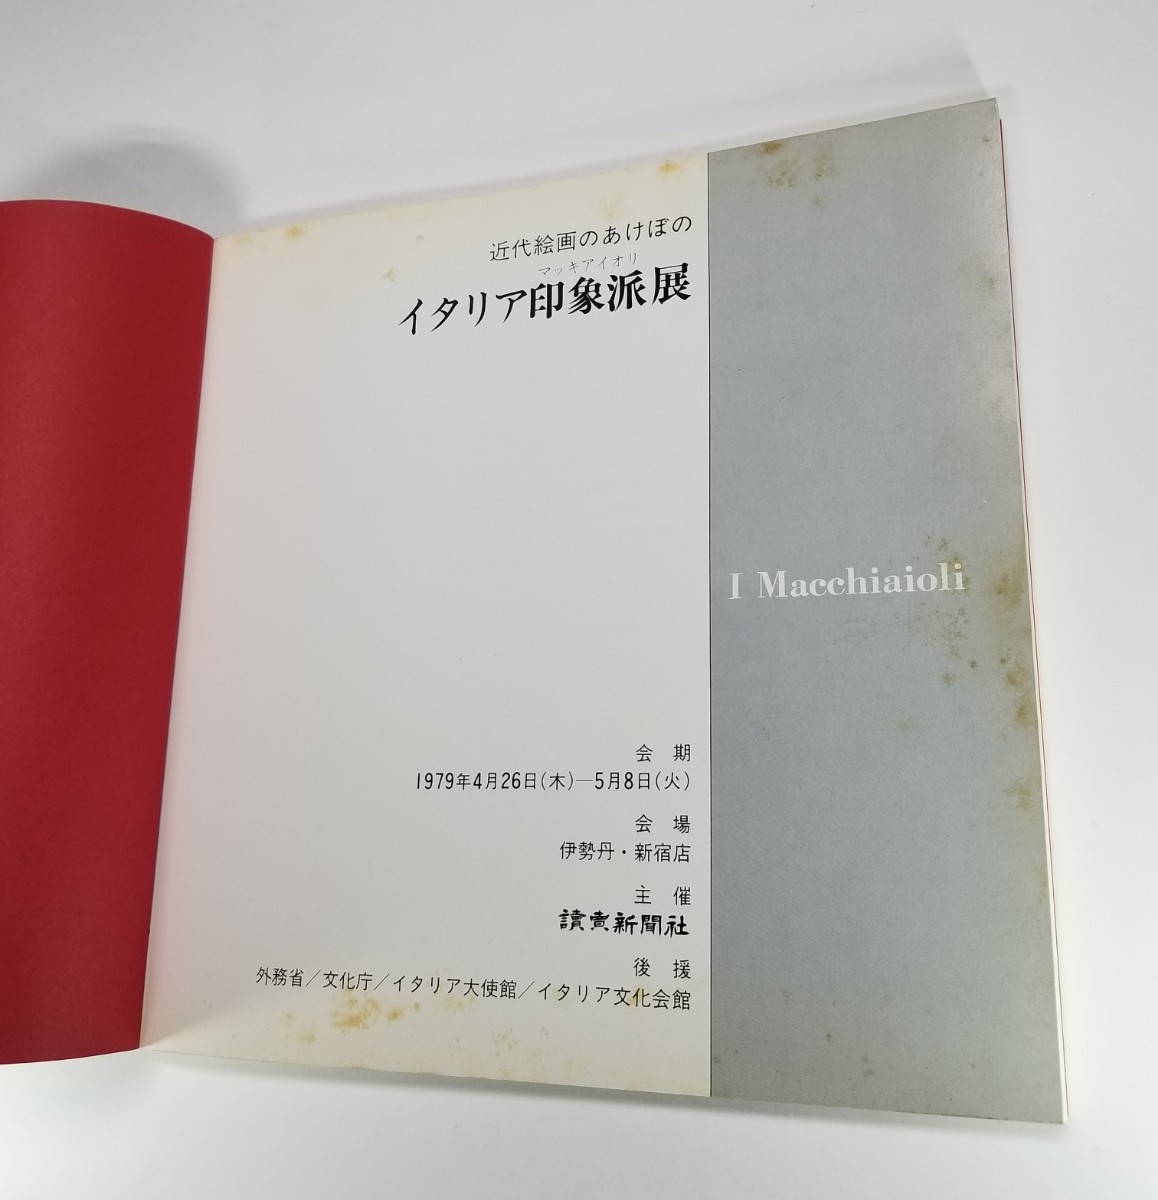 近代絵画のあけぼの
マッキアイオリ
イタリア印象派展
I Macchiaioli
会 期
1979年4月26日(木)—5月8日(火)
会 場
伊勢丹・新宿店
主 催
讀賣新聞社
後 援
外務省/文化庁/イタリア大使館/イタリア文化会館